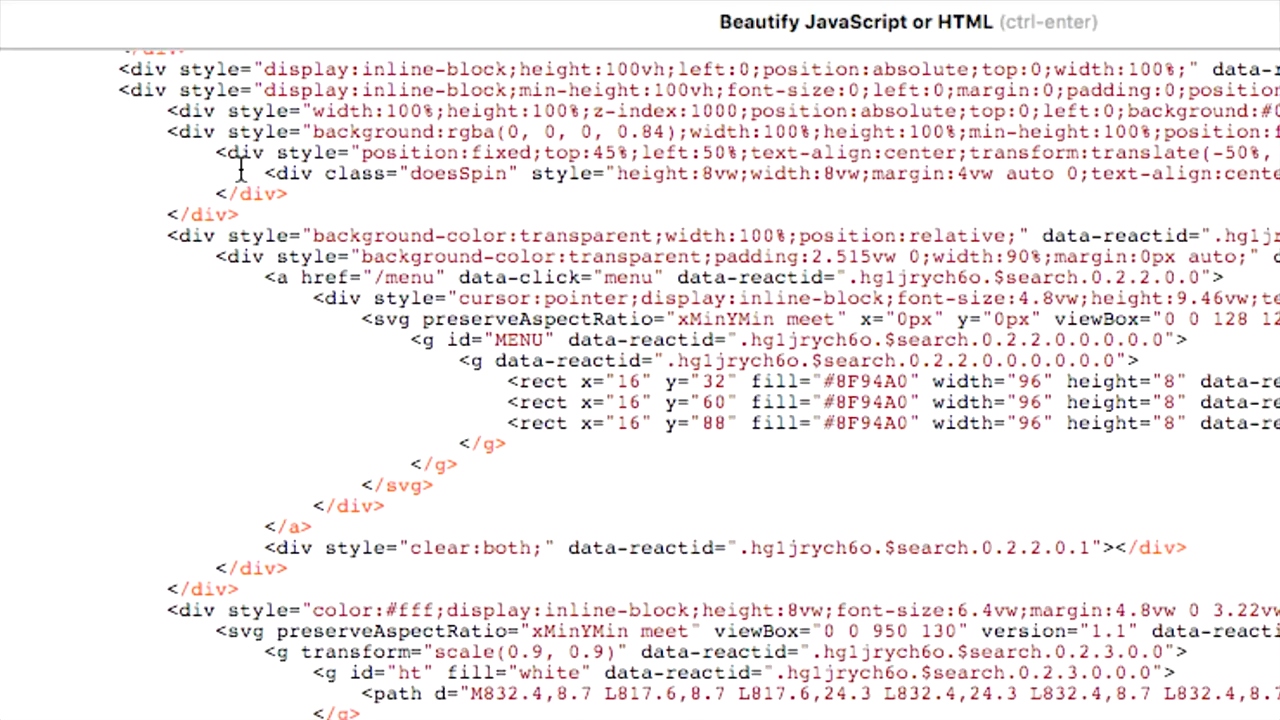 Beautify JavaScript or HTML (ctrl-enter)
</div>
<div style="display:inline-block;height:100vh;left:0;position:absolute;top:0;width:100%;" data-r
<div style="display:inline-block;min-height:100vh;font-size:0;left:0;margin:0;padding:0;position
<div style="width:100%;height:100%;z-index:1000;position:absolute;top:0;left:0;background:#0
<div style="background:rgba(0, 0, 0, 0.84);width:100%;height:100%;min-height:100%;position:f
<div style="position:fixed;top:45%;left:50%;text-align:center;transform:translate(-50%,
<div class="doesSpin" style="height:8vw;width:8vw;margin:4vw auto 0;text-align:cente
</div>
</div>
<div style="background-color:transparent;width:100%;position:relative;" data-reactid=".hg1jr
<div style="background-color:transparent;padding:2.515vw 0;width:90%;margin:0px auto;" d
<a href="/menu" data-click="menu" data-reactid=".hg1jrych6o.$search.0.2.2.0.0">
<div style="cursor:pointer;display:inline-block;font-size:4.8vw;height:9.46vw;te
<svg preserveAspectRatio="xMinYMin meet" x="0px" y="0px" viewBox="0 0 128 12
<g id="MENU" data-reactid=".hg1jrych6o.$search.0.2.2.0.0.0.0.0">
<g data-reactid=".hg1jrych6o.$search.0.2.2.0.0.0.0.0.0">
<rect x="16" y="32" fill="#8F94A0" width="96" height="8" data-re
<rect x="16" y="60" fill="#8F94A0" width="96" height="8" data-re
<rect x="16" y="88" fill="#8F94A0" width="96" height="8" data-re
</g>
</g>
</svg>
</div>
</a>
<div style="clear:both;" data-reactid=".hg1jrych6o.$search.0.2.2.0.1"></div>
</div>
</div>
<div style="color:#fff;display:inline-block;height:8vw;font-size:6.4vw;margin:4.8vw 0 3.22vw
<svg preserveAspectRatio="xMinYMin meet" viewBox="0 0 950 130" version="1.1" data-reacti
<g transform="scale(0.9, 0.9)" data-reactid=".hg1jrych6o.$search.0.2.3.0.0">
<g id="ht" fill="white" data-reactid=".hg1jrych6o.$search.0.2.3.0.0.0">
<path d="M832.4,8.7 L817.6,8.7 L817.6,24.3 L832.4,24.3 L832.4,8.7 L832.4,8.7
</g>